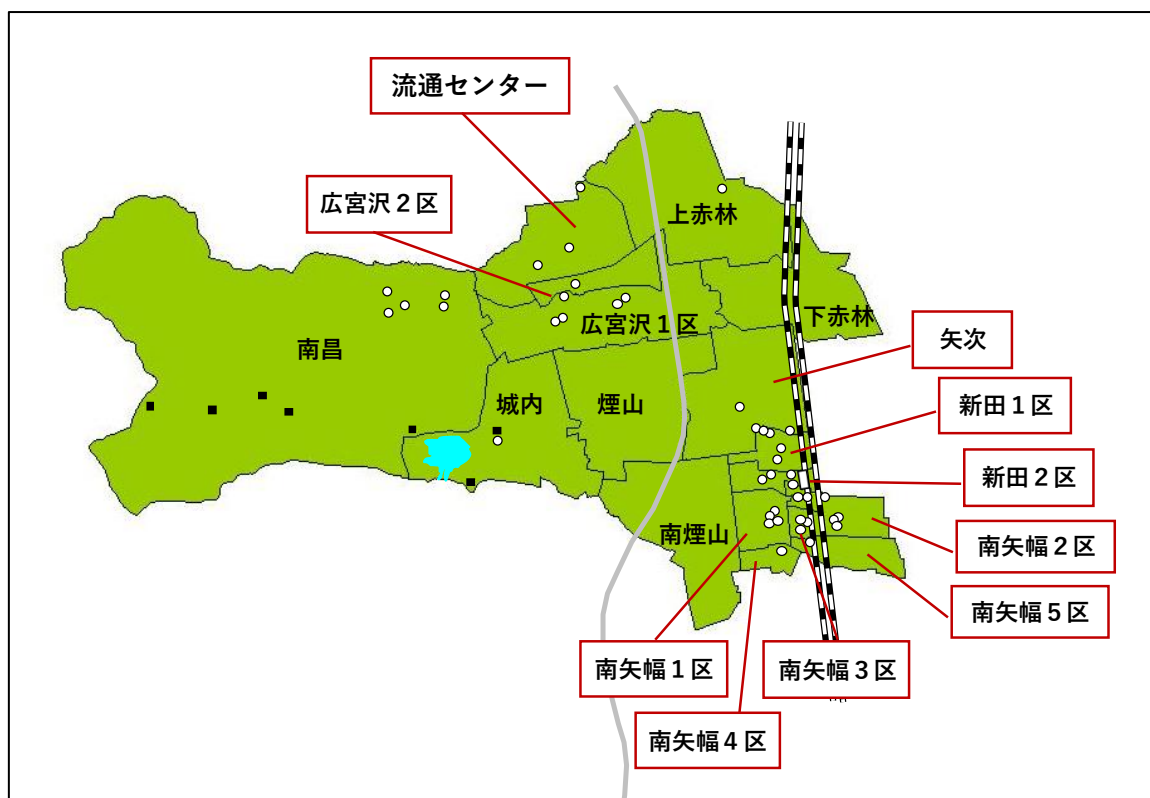 流通センター
広宮沢２区
上赤林
下赤林
広宮沢１区
南昌
矢次
城内
煙山
新田１区
新田２区
南煙山
南矢幅２区
南矢幅５区
南矢幅１区
南矢幅３区
南矢幅４区